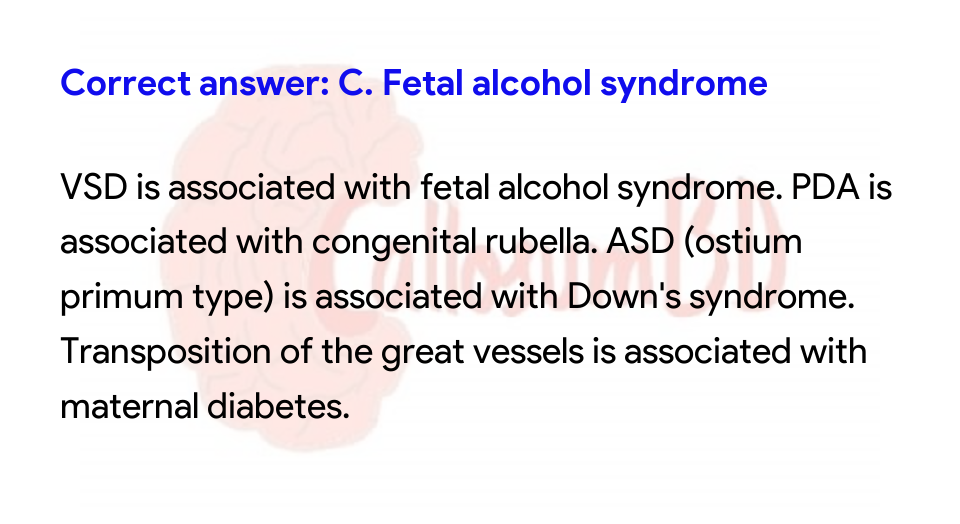 Correct answer: C. Fetal alcohol syndrome
VSD is associated with fetal alcohol syndrome. PDA is
associated with congenital rubella. ASD (ostium
primum type) is associated with Down's syndrome.
Transposition of the great vessels is associated with
maternal diabetes.
CallosumBD